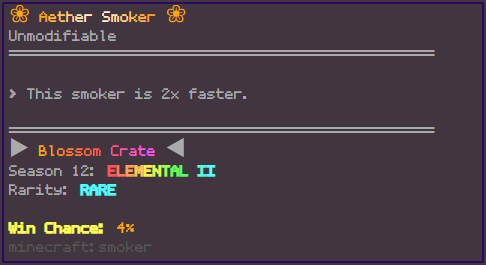 ❀ Aether Smoker ❀
Unmodifiable
> This smoker is 2x faster.
▶ Blossom Crate ◀
Season 12: ELEMENTAL II
Rarity: RARE
Win Chance: 4%
minecraft:smoker